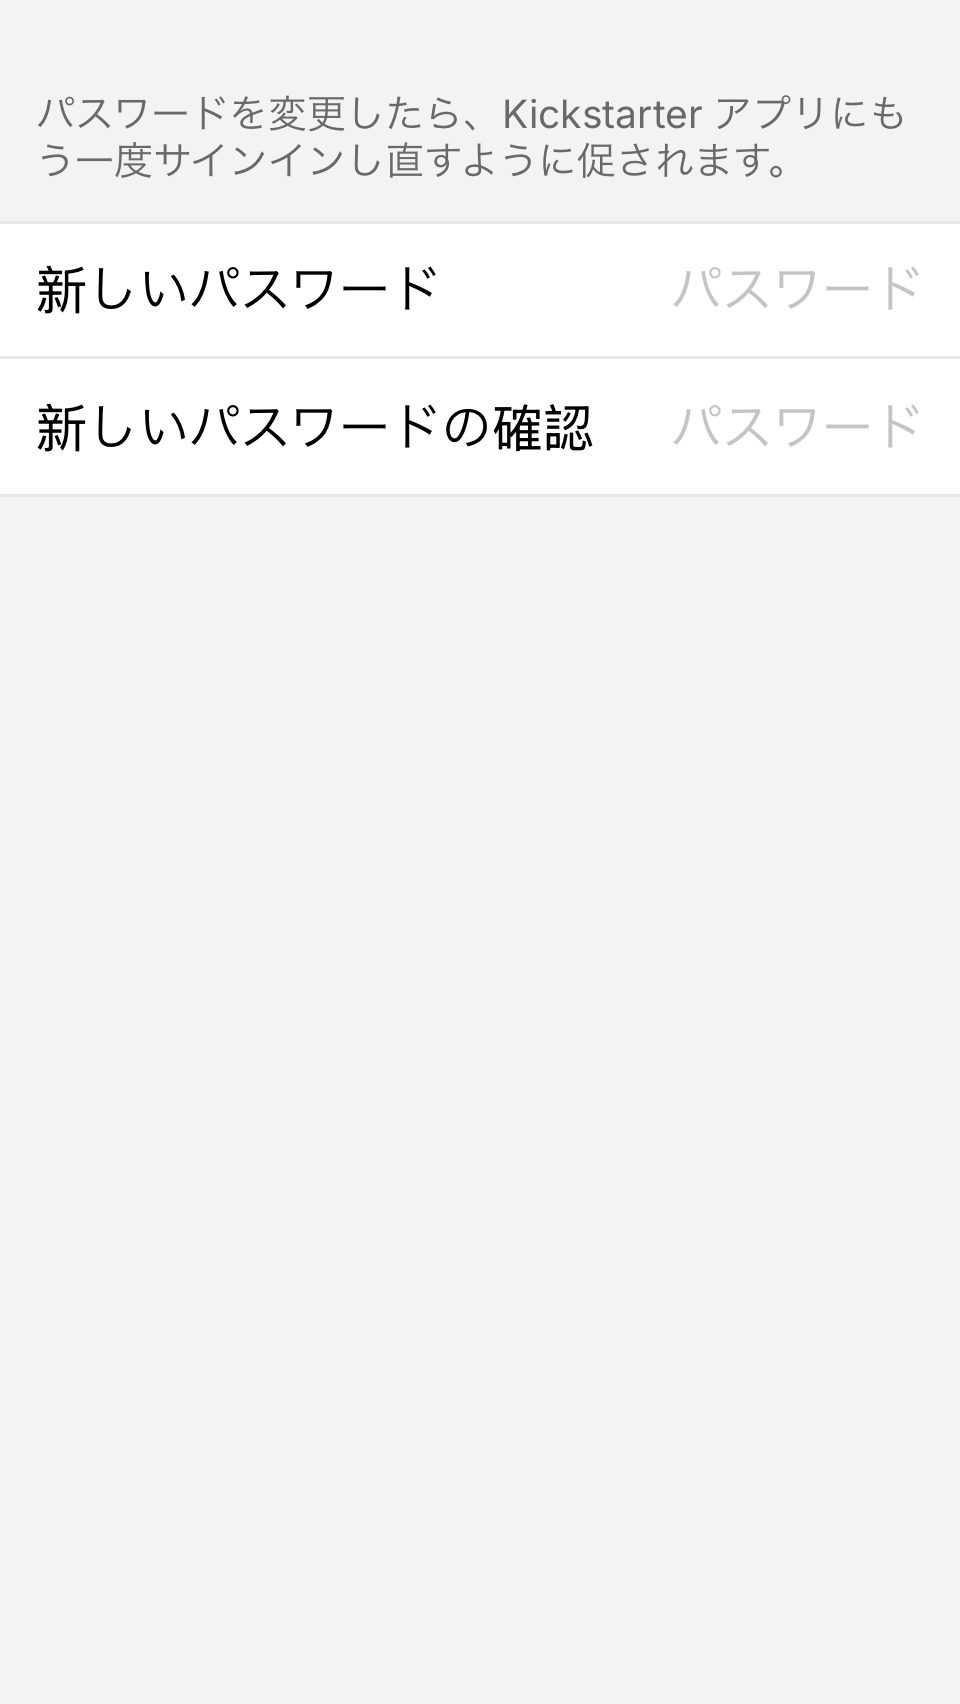 パスワードを変更したら、Kickstarter アプリにも
う一度サインインし直すように促されます。
新しいパスワード パスワード
新しいパスワードの確認 パスワード